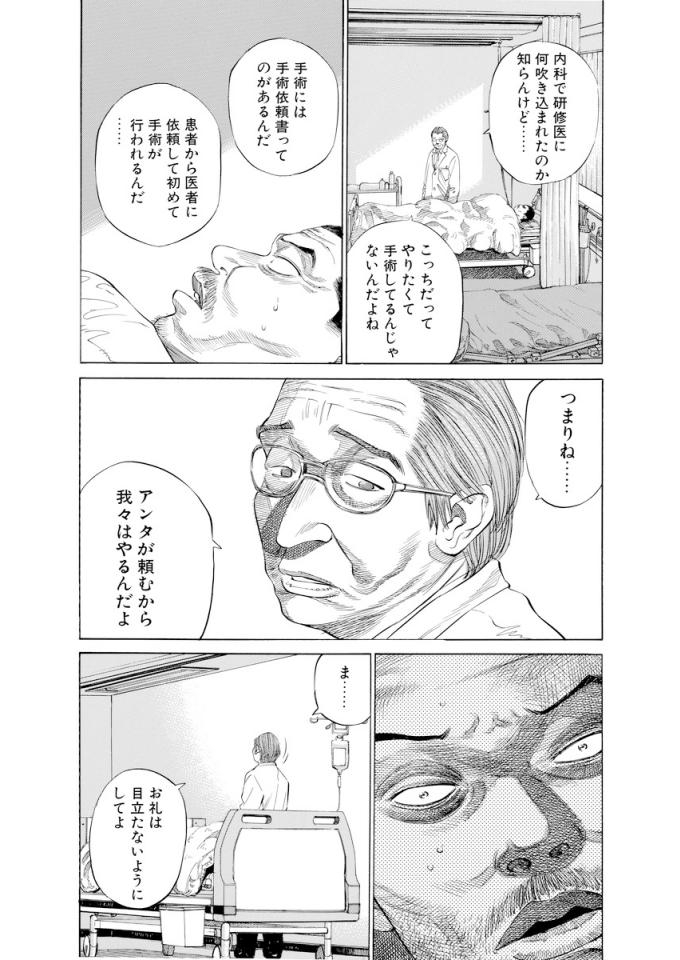 内科で研修医に
何吹き込まれたのか
知らんけど……
こっちだって
やりたくて
手術してるんじゃ
ないんだよね
手術には
手術依頼書って
のがあるんだ
患者から医者に
依頼して初めて
手術が
行われるんだ
……
つまりね……
アンタが頼むから
我々はやるんだよ
ま……
お礼は
目立たないように
してよ